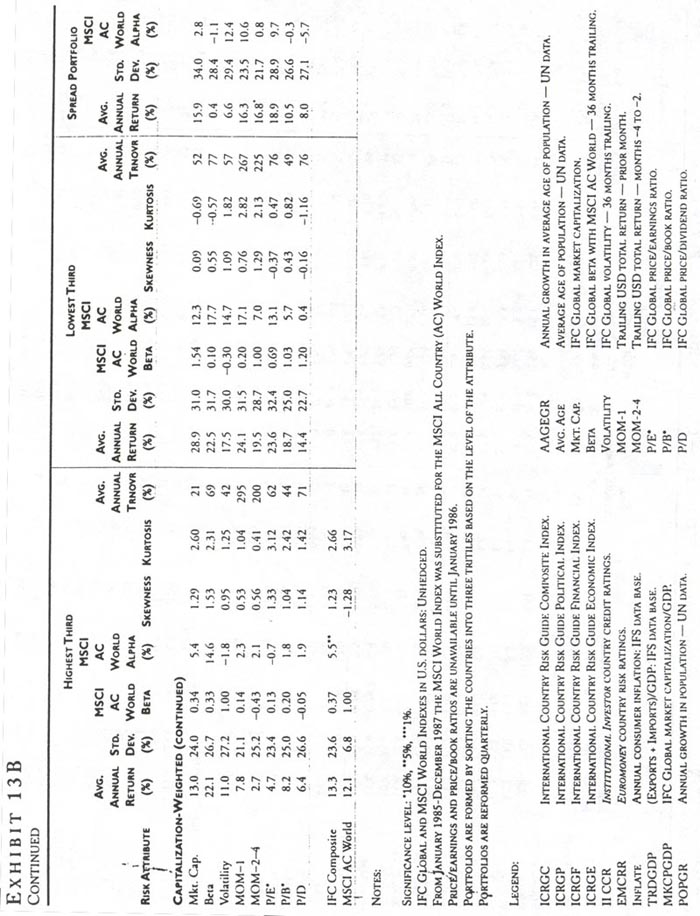 EXHIBIT 13B
CONTINUED
HIGHEST THIRD LOWEST THIRD SPREAD PORTFOLIO
MSCI MSCI MSCI
AVG. MSCI AC AVG. AVG. MSCI AC AVG. AVG. AC
ANNUAL STD. AC WORLD ANNUAL ANNUAL STD. AC WORLD ANNUAL ANNUAL STD. WORLD
RETURN DEV. WORLD ALPHA TRNOVR RETURN DEV. WORLD ALPHA TRNOVR RETURN DEV. ALPHA
RISK ATTRIBUTE (%) (%) BETA (%) SKEWNESS KURTOSIS (%) (%) (%) BETA (%) SKEWNESS KURTOSIS (%) (%) (%) (%)
CAPITALIZATION-WEIGHTED (CONTINUED)
Mkt. Cap. 13.0 24.0 0.34 5.4 1.29 2.60 21 28.9 31.0 1.54 12.3 0.09 −0.69 52 15.9 34.0 2.8
Beta 22.1 26.7 0.33 14.6 1.53 2.31 69 22.5 31.7 0.10 17.7 0.55 −0.57 77 0.4 28.4 −1.1
Volatility 11.0 27.2 1.00 −1.8 0.95 1.25 42 17.5 30.0 −0.30 14.7 1.09 1.82 57 6.6 29.4 12.4
MOM−1 7.8 21.1 0.14 2.3 0.53 1.04 295 24.1 31.5 0.20 17.1 0.76 2.82 267 16.3 23.5 10.6
MOM−2-4 2.7 25.2 −0.43 2.1 0.56 0.41 200 19.5 28.7 1.00 7.0 1.29 2.13 225 16.8* 21.7 0.8
P/E* 4.7 23.4 0.13 −0.7 1.33 3.12 62 23.6 32.4 0.69 13.1 −0.37 0.47 76 18.9 28.9 9.7
P/B* 8.2 25.0 0.20 1.8 1.04 2.42 44 18.7 25.0 1.03 5.7 0.43 0.82 49 10.5 26.6 −0.3
P/D 6.4 26.6 −0.05 1.9 1.14 1.42 71 14.4 22.7 1.20 0.4 −0.16 −1.16 76 8.0 27.1 −5.7
IFC Composite 13.3 23.6 0.37 5.5** 1.23 2.66
MSCI AC World 12.1 6.8 1.00 −1.28 3.17
NOTES:
SIGNIFICANCE LEVEL: *10%, **5%, ***1%.
IFC GLOBAL AND MSCI WORLD INDEXES IN U.S. DOLLARS: UNHEDGED.
FROM JANUARY 1985-DECEMBER 1987 THE MSCI WORLD INDEX WAS SUBSTITUTED FOR THE MSCI ALL COUNTRY (AC) WORLD INDEX.
PRICE/EARNINGS AND PRICE/BOOK RATIOS ARE UNAVAILABLE UNTIL JANUARY 1986.
PORTFOLIOS ARE FORMED BY SORTING THE COUNTRIES INTO THREE TRITILES BASED ON THE LEVEL OF THE ATTRIBUTE.
PORTFOLIOS ARE REFORMED QUARTERLY.
LEGEND:
ICRGC INTERNATIONAL COUNTRY RISK GUIDE COMPOSITE INDEX. AAGEGR ANNUAL GROWTH IN AVERAGE AGE OF POPULATION — UN DATA.
ICRGP INTERNATIONAL COUNTRY RISK GUIDE POLITICAL INDEX. AVG. AGE AVERAGE AGE OF POPULATION — UN DATA.
ICRGF INTERNATIONAL COUNTRY RISK GUIDE FINANCIAL INDEX. MKT. CAP. IFC GLOBAL MARKET CAPITALIZATION.
ICRGE INTERNATIONAL COUNTRY RISK GUIDE ECONOMIC INDEX. BETA IFC GLOBAL BETA WITH MSCI AC WORLD — 36 MONTHS TRAILING.
II CCR INSTITUTIONAL INVESTOR COUNTRY CREDIT RATINGS. VOLATILITY IFC GLOBAL VOLATILITY — 36 MONTHS TRAILING.
EMCRR EUROMONEY COUNTRY RISK RATINGS. MOM-1 TRAILING USD TOTAL RETURN — PRIOR MONTH.
INFLATE ANNUAL CONSUMER INFLATION: IFS DATA BASE. MOM-2-4 TRAILING USD TOTAL RETURN — MONTHS −4 TO −2.
TRDGDP (EXPORTS + IMPORTS)/GDP: IFS DATA BASE. P/E* IFC GLOBAL PRICE/EARNINGS RATIO.
MKCPGDP IFC GLOBAL MARKET CAPITALIZATION/GDP. P/B* IFC GLOBAL PRICE/BOOK RATIO.
POPGR ANNUAL GROWTH IN POPULATION — UN DATA. P/D IFC GLOBAL PRICE/DIVIDEND RATIO.